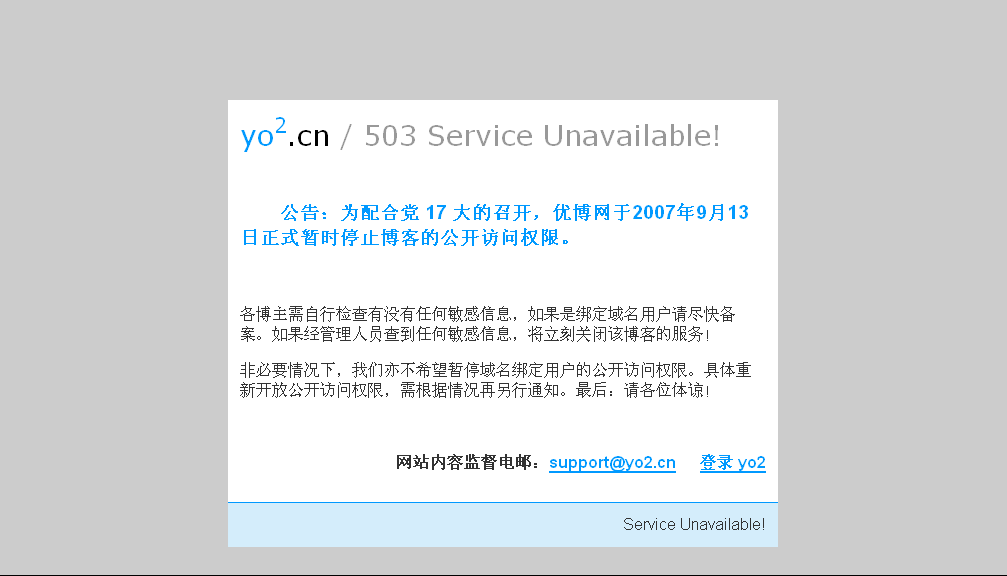 yo2.cn / 503 Service Unavailable!
公告：为配合党 17 大的召开，优博网于2007年9月13
日正式暂时停止博客的公开访问权限。
各博主需自行检查有没有任何敏感信息，如果是绑定域名用户请尽快备
案。如果经管理人员查到任何敏感信息，将立刻关闭该博客的服务！
非必要情况下，我们亦不希望暂停域名绑定用户的公开访问权限。具体重
新开放公开访问权限，需根据情况再另行通知。最后：请各位体谅！
网站内容监督电邮：support@yo2.cn 登录 yo2
Service Unavailable!